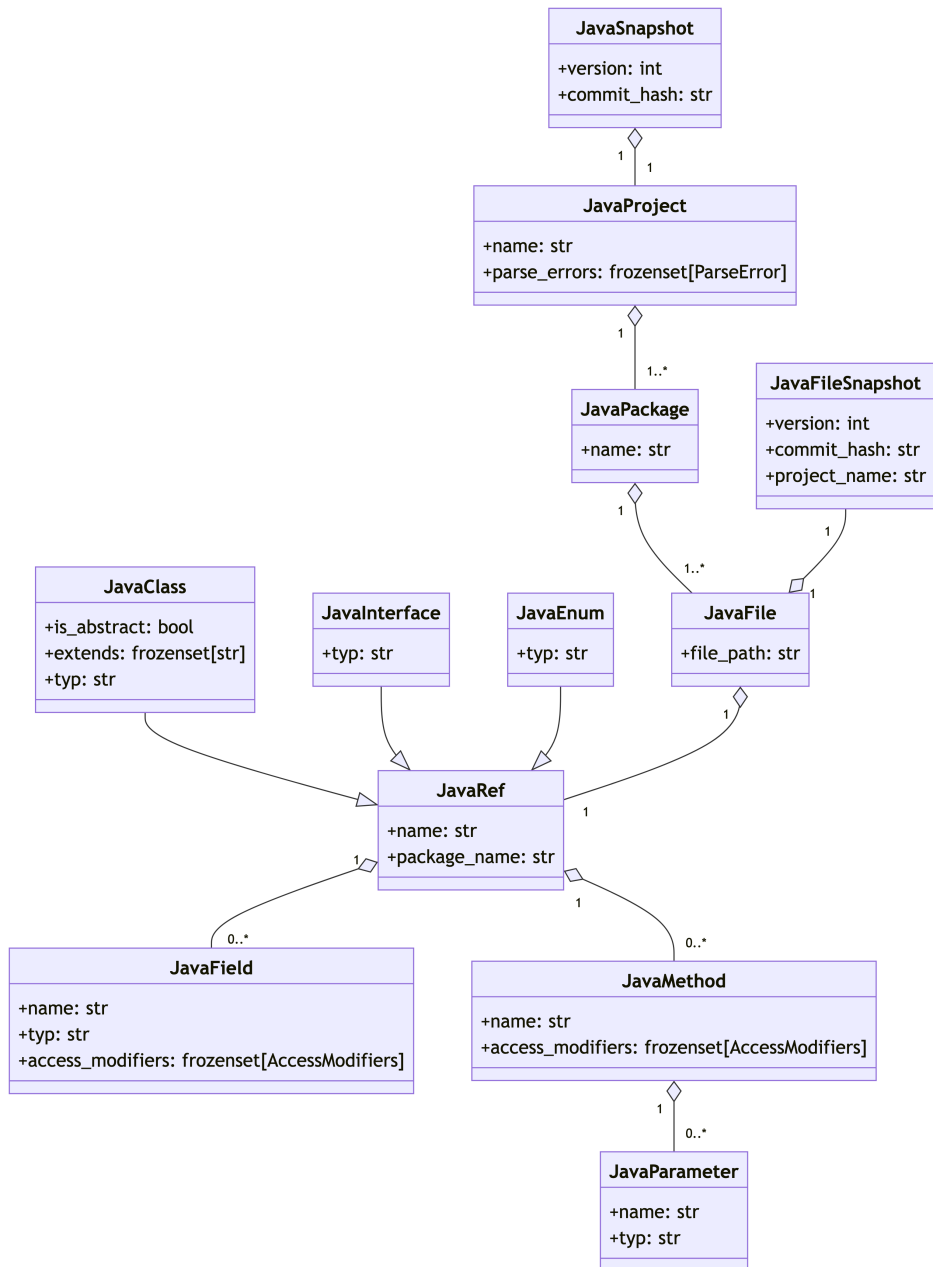 JavaSnapshot
+version: int
+commit_hash: str
1
1
JavaProject
+name: str
+parse_errors: frozenset[ParseError]
1
1..*
JavaPackage
+name: str
1
1..*
JavaFileSnapshot
+version: int
+commit_hash: str
+project_name: str
1
1
JavaClass
+is_abstract: bool
+extends: frozenset[str]
+typ: str
JavaInterface
+typ: str
JavaEnum
+typ: str
JavaFile
+file_path: str
1
1
JavaRef
+name: str
+package_name: str
1
0..*
1
0..*
JavaField
+name: str
+typ: str
+access_modifiers: frozenset[AccessModifiers]
JavaMethod
+name: str
+access_modifiers: frozenset[AccessModifiers]
1
0..*
JavaParameter
+name: str
+typ: str